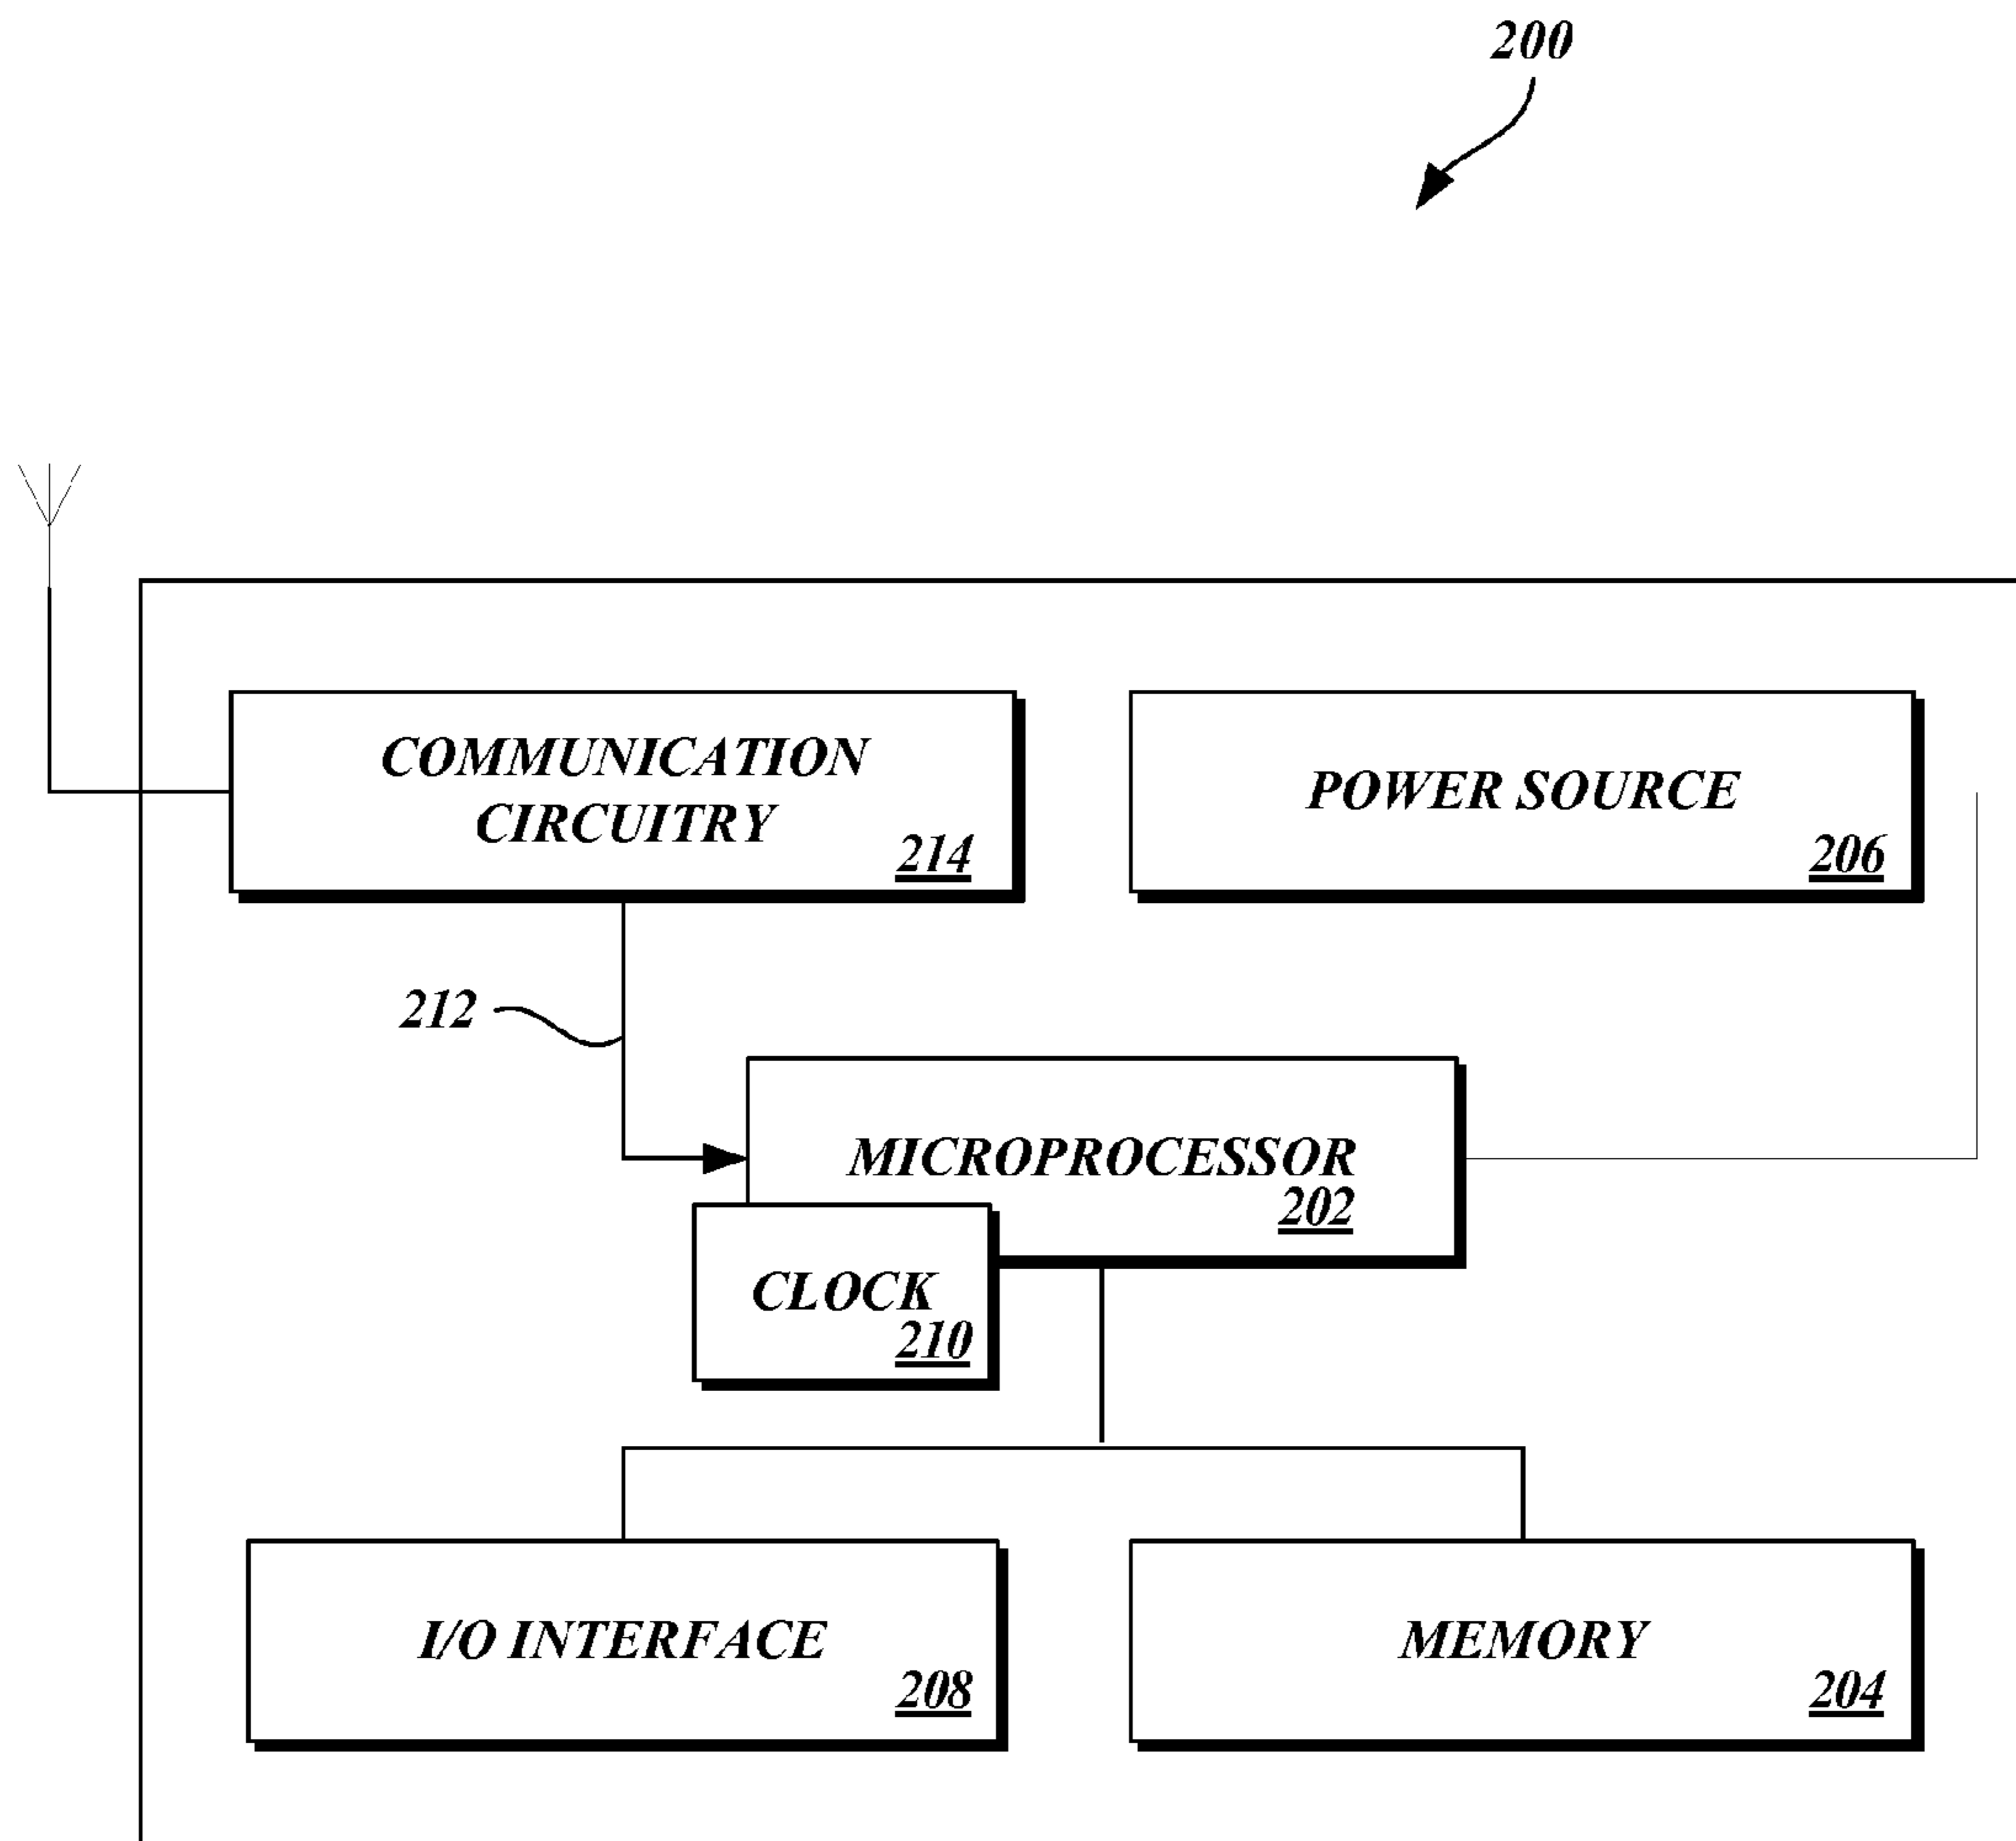 200
COMMUNICATION
CIRCUITRY
214
POWER SOURCE
206
212
MICROPROCESSOR
202
CLOCK
210
I/O INTERFACE
208
MEMORY
204